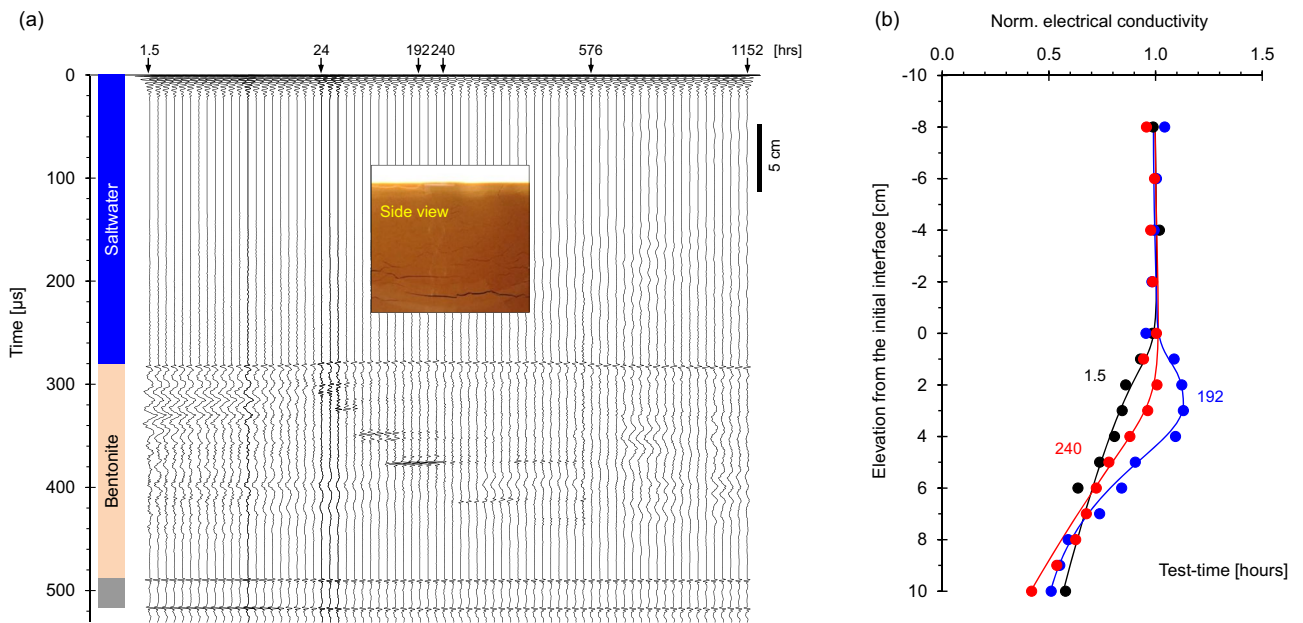 (a)
1.5 24 192 240 576 1152 [hrs]
0
100
200
300
400
500
Time [μs]
Saltwater
Bentonite
Side view
5 cm
(b)
Norm. electrical conductivity
0.0 0.5 1.0 1.5
-10
-8
-6
-4
-2
0
2
4
6
8
10
Elevation from the initial interface [cm]
1.5
192
240
Test-time [hours]